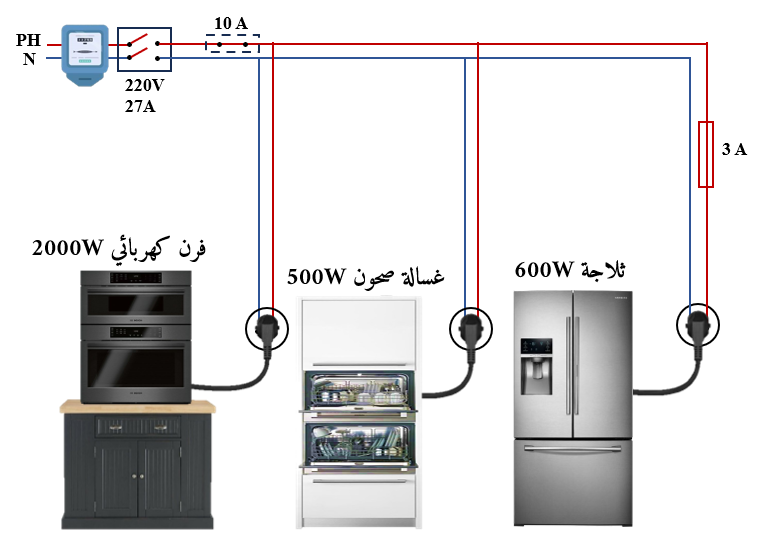 10 A
PH
N
220V
27A
3 A
فرن كهربائي 2000W
غسالة صحون 500W
ثلاجة 600W